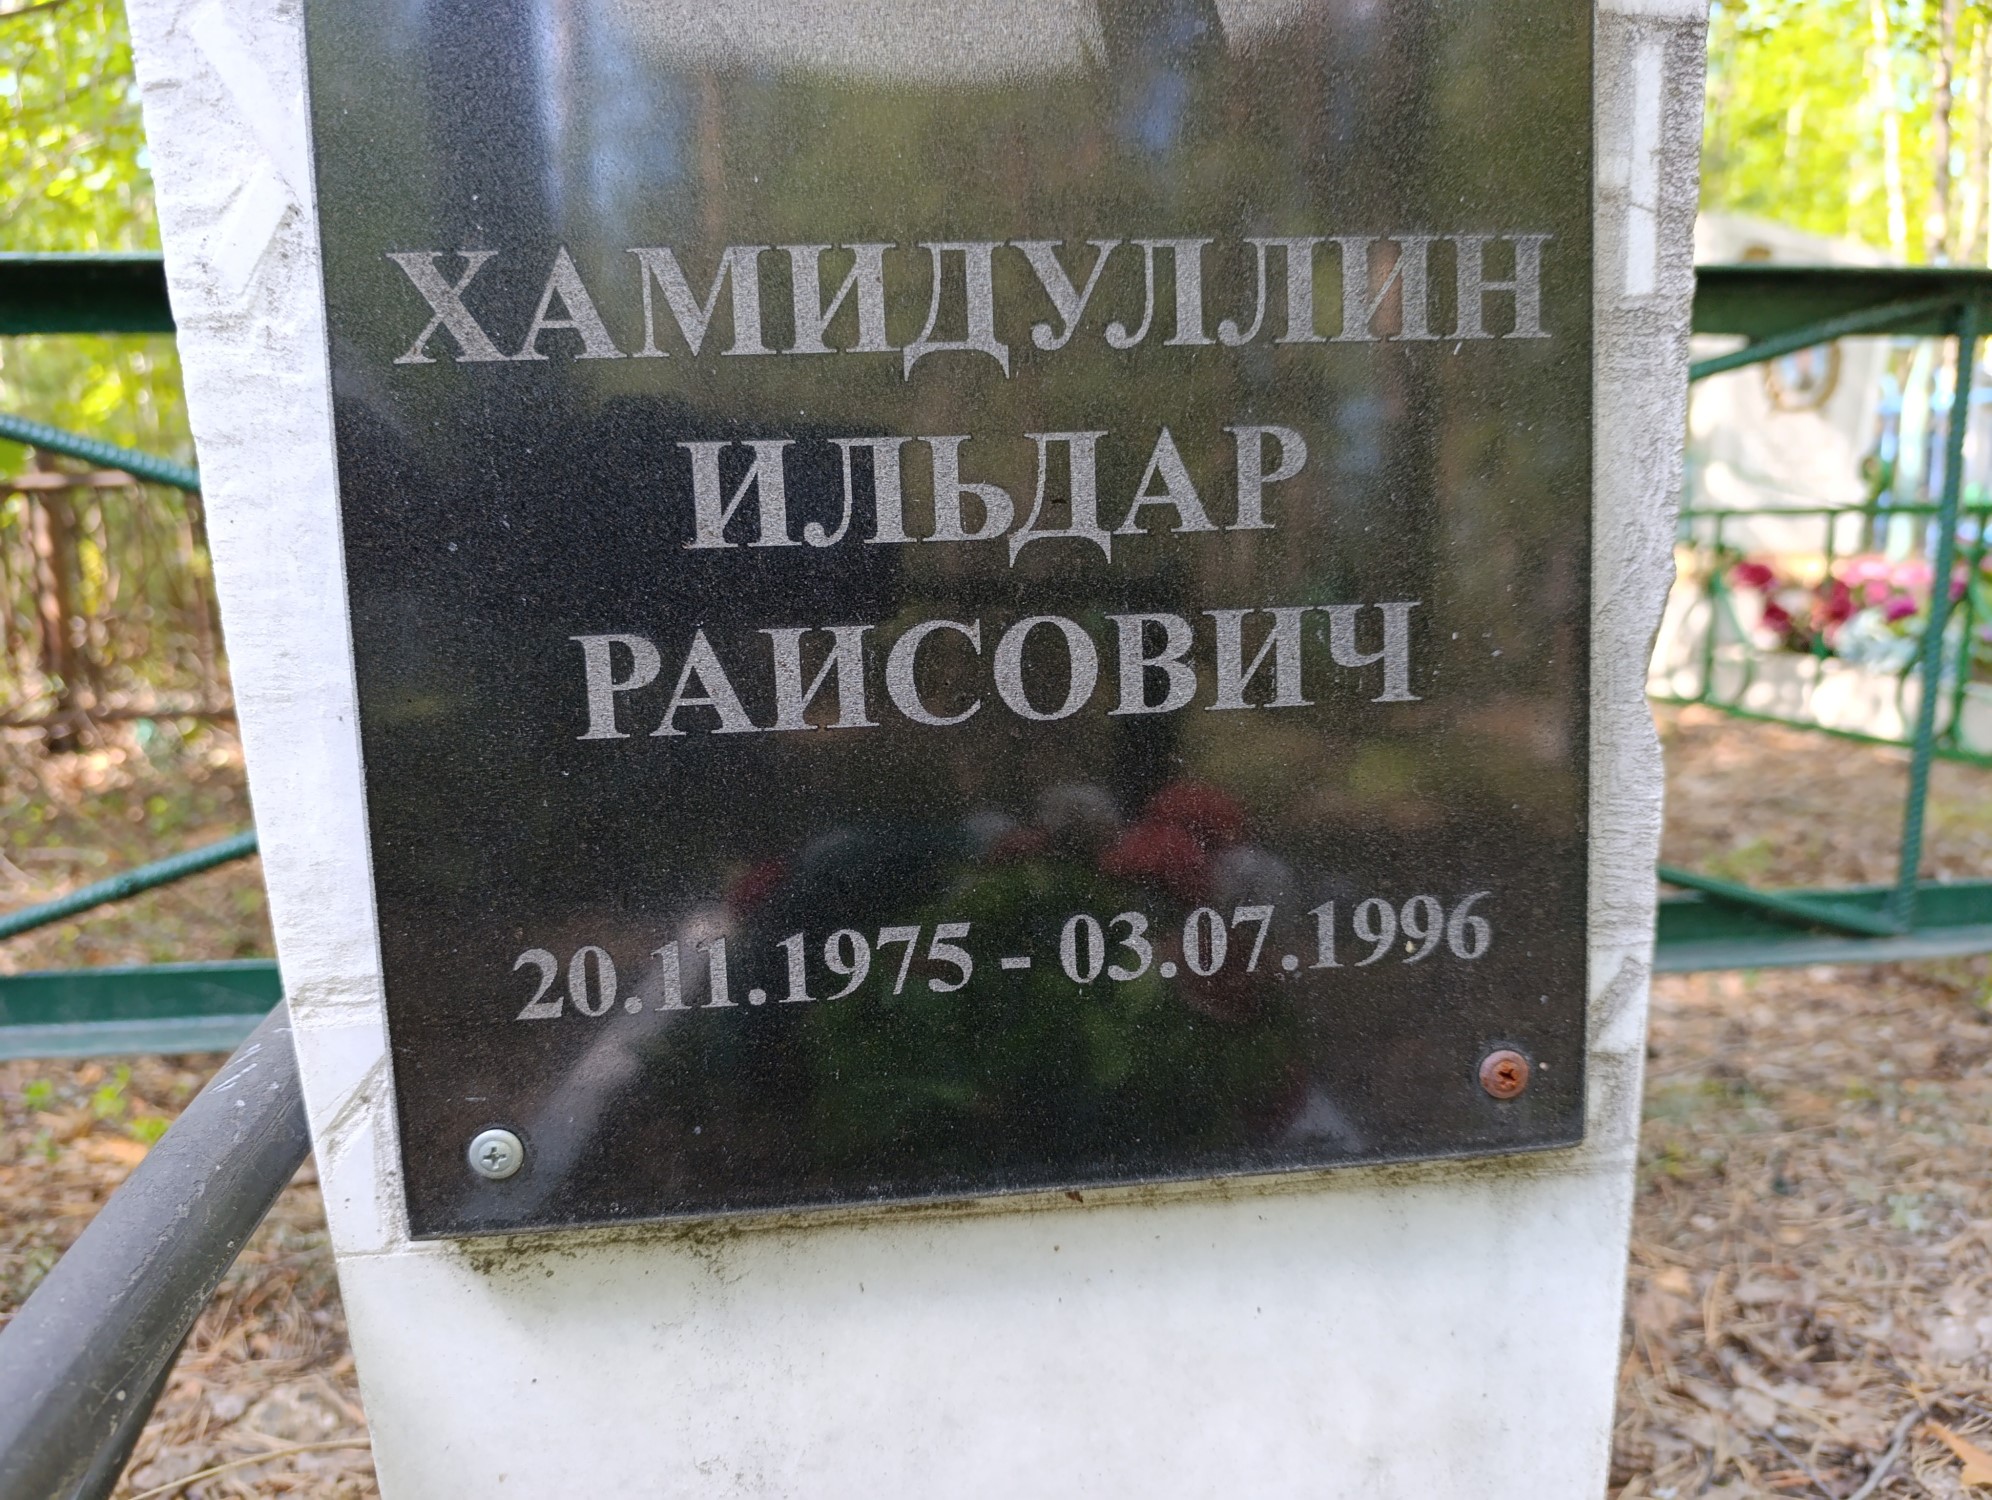 ХАМИДУЛЛИН
ИЛЬДАР
РАИСОВИЧ
20.11.1975 - 03.07.1996